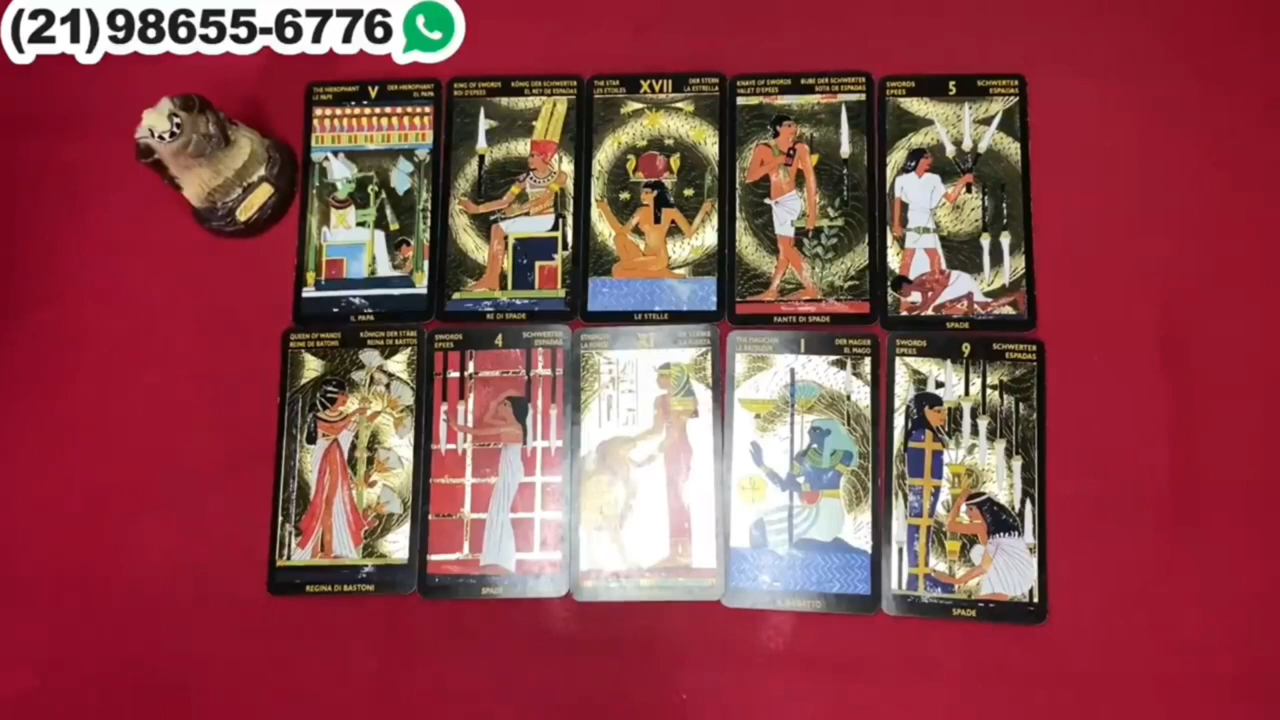 (21)98655-6776
THE HIEROPHANT
LE PAPE
V
DER HIEROPHANT
EL PAPA
IL PAPA
KING OF SWORDS
ROI D'EPEES
KÖNIG DER SCHWERTER
EL REY DE ESPADAS
RE DI SPADE
THE STAR
LES ETOILES
XVII
DER STERN
LA ESTRELLA
LE STELLE
KNAVE OF SWORDS
VALET D'EPEES
BUBE DER SCHWERTER
SOTA DE ESPADAS
FANTE DI SPADE
SWORDS
EPEES
5
SCHWERTER
ESPADAS
SPADE
QUEEN OF WANDS
REINE DE BATONS
KÖNIGIN DER STÄBE
REINA DE BASTOS
REGINA DI BASTONI
SWORDS
EPEES
4
SCHWERTER
ESPADAS
SPADE
XI
THE MAGICIAN
I
DER MAGIER
EL MAGO
SWORDS
EPEES
9
SCHWERTER
ESPADAS
SPADE